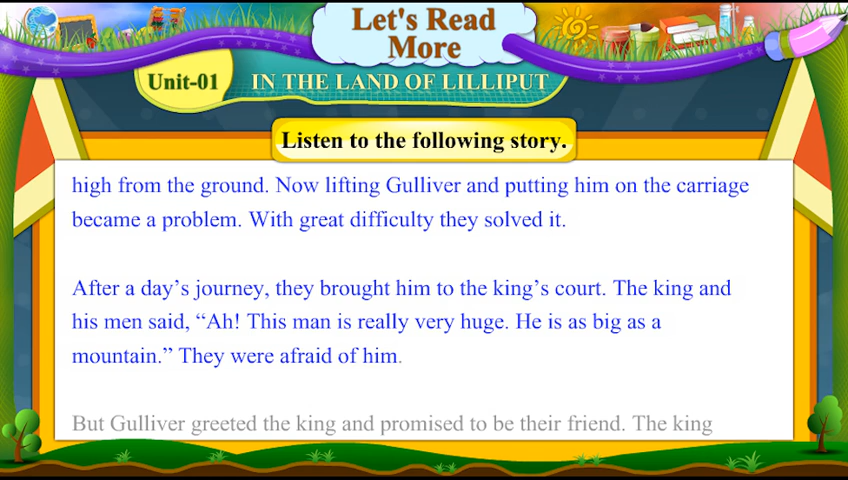 Let's Read
More
Unit-01
IN THE LAND OF LILLIPUT
Listen to the following story.
high from the ground. Now lifting Gulliver and putting him on the carriage
became a problem. With great difficulty they solved it.
After a day’s journey, they brought him to the king’s court. The king and
his men said, “Ah! This man is really very huge. He is as big as a
mountain.” They were afraid of him.
But Gulliver greeted the king and promised to be their friend. The king